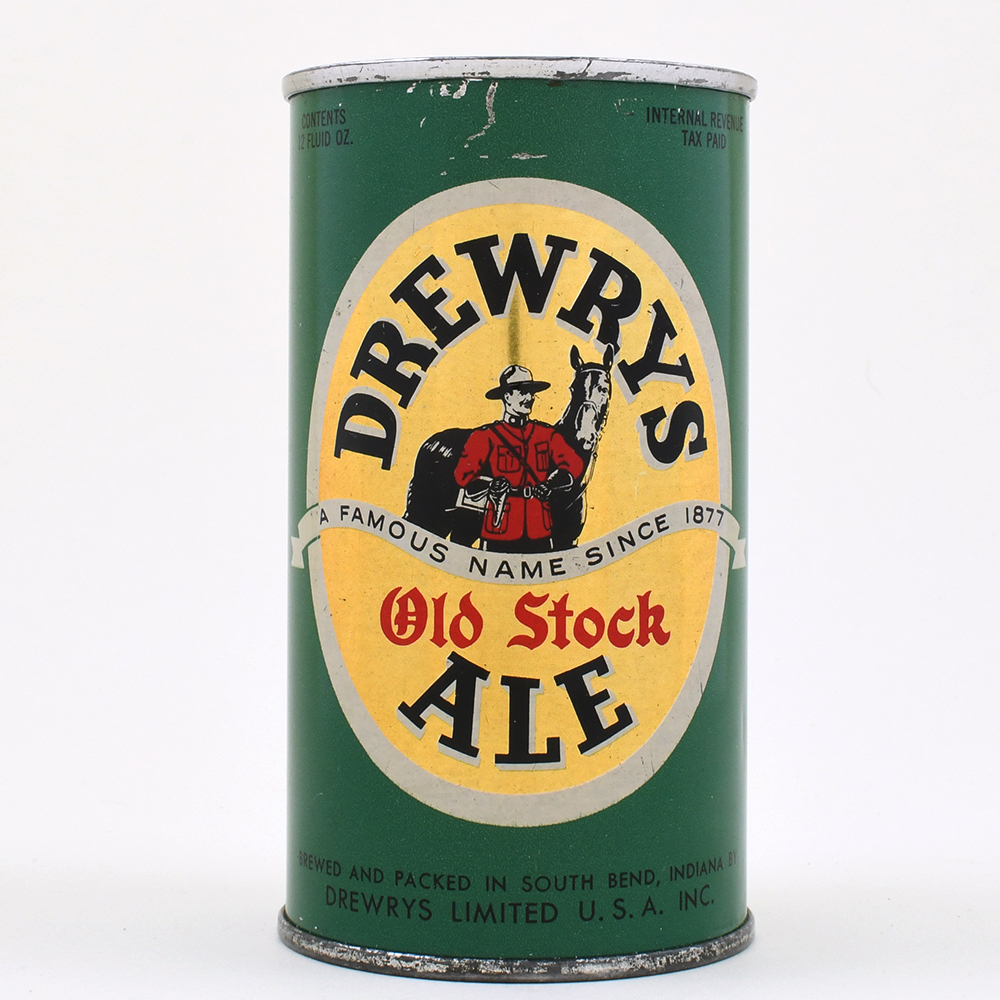 CONTENTS
12 FLUID OZ.
INTERNAL REVENUE
TAX PAID
DREWRYS
A FAMOUS NAME SINCE 1877
Old Stock
ALE
BREWED AND PACKED IN SOUTH BEND, INDIANA BY
DREWRYS LIMITED U.S.A. INC.